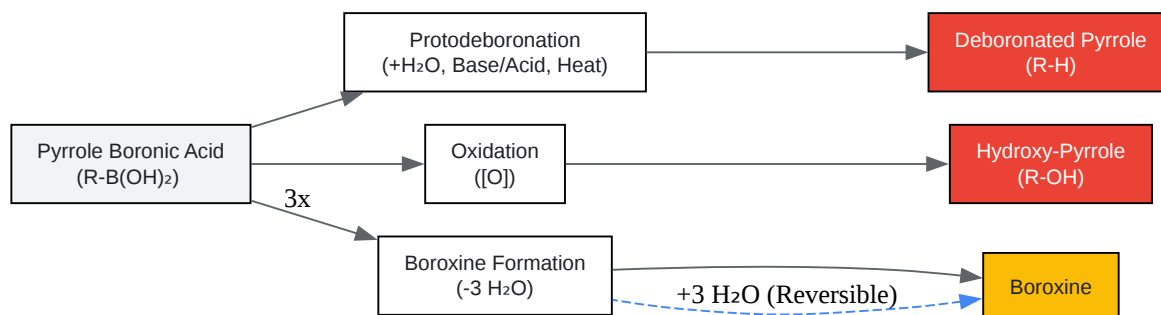 Protodeboronation
(+H₂O, Base/Acid, Heat)
Deboronated Pyrrole
(R-H)
Pyrrole Boronic Acid
(R-B(OH)₂)
Oxidation
([O])
Hydroxy-Pyrrole
(R-OH)
3x
Boroxine Formation
(-3 H₂O)
+3 H₂O (Reversible)
Boroxine